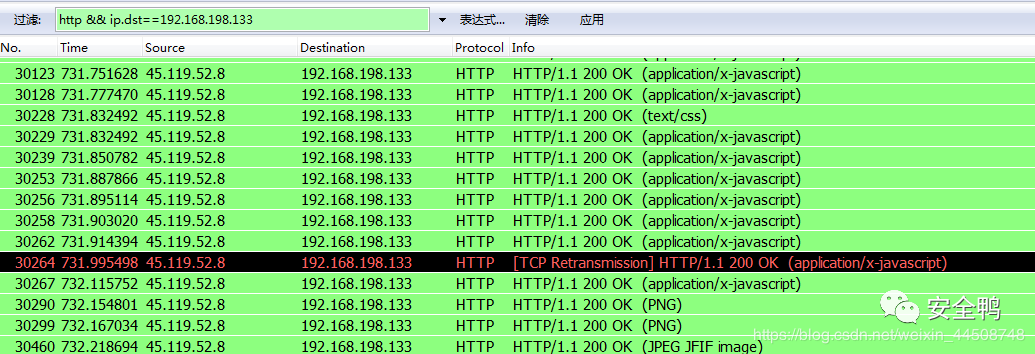 过滤: http && ip.dst==192.168.198.133 表达式... 清除 应用
No. Time Source Destination Protocol Info
30123 731.751628 45.119.52.8 192.168.198.133 HTTP HTTP/1.1 200 OK (application/x-javascript)
30128 731.777470 45.119.52.8 192.168.198.133 HTTP HTTP/1.1 200 OK (application/x-javascript)
30228 731.832492 45.119.52.8 192.168.198.133 HTTP HTTP/1.1 200 OK (text/css)
30229 731.832492 45.119.52.8 192.168.198.133 HTTP HTTP/1.1 200 OK (application/x-javascript)
30239 731.850782 45.119.52.8 192.168.198.133 HTTP HTTP/1.1 200 OK (application/x-javascript)
30253 731.887866 45.119.52.8 192.168.198.133 HTTP HTTP/1.1 200 OK (application/x-javascript)
30256 731.895114 45.119.52.8 192.168.198.133 HTTP HTTP/1.1 200 OK (application/x-javascript)
30258 731.903020 45.119.52.8 192.168.198.133 HTTP HTTP/1.1 200 OK (application/x-javascript)
30262 731.914394 45.119.52.8 192.168.198.133 HTTP HTTP/1.1 200 OK (application/x-javascript)
30264 731.995498 45.119.52.8 192.168.198.133 HTTP [TCP Retransmission] HTTP/1.1 200 OK (application/x-javascript)
30267 732.115752 45.119.52.8 192.168.198.133 HTTP HTTP/1.1 200 OK (application/x-javascript)
30290 732.154801 45.119.52.8 192.168.198.133 HTTP HTTP/1.1 200 OK (PNG)
30299 732.167034 45.119.52.8 192.168.198.133 HTTP HTTP/1.1 200 OK (PNG)
安全鸭
https://blog.csdn.net/weixin_44508748
30460 732.218694 45.119.52.8 192.168.198.133 HTTP HTTP/1.1 200 OK (JPEG JFIF image)